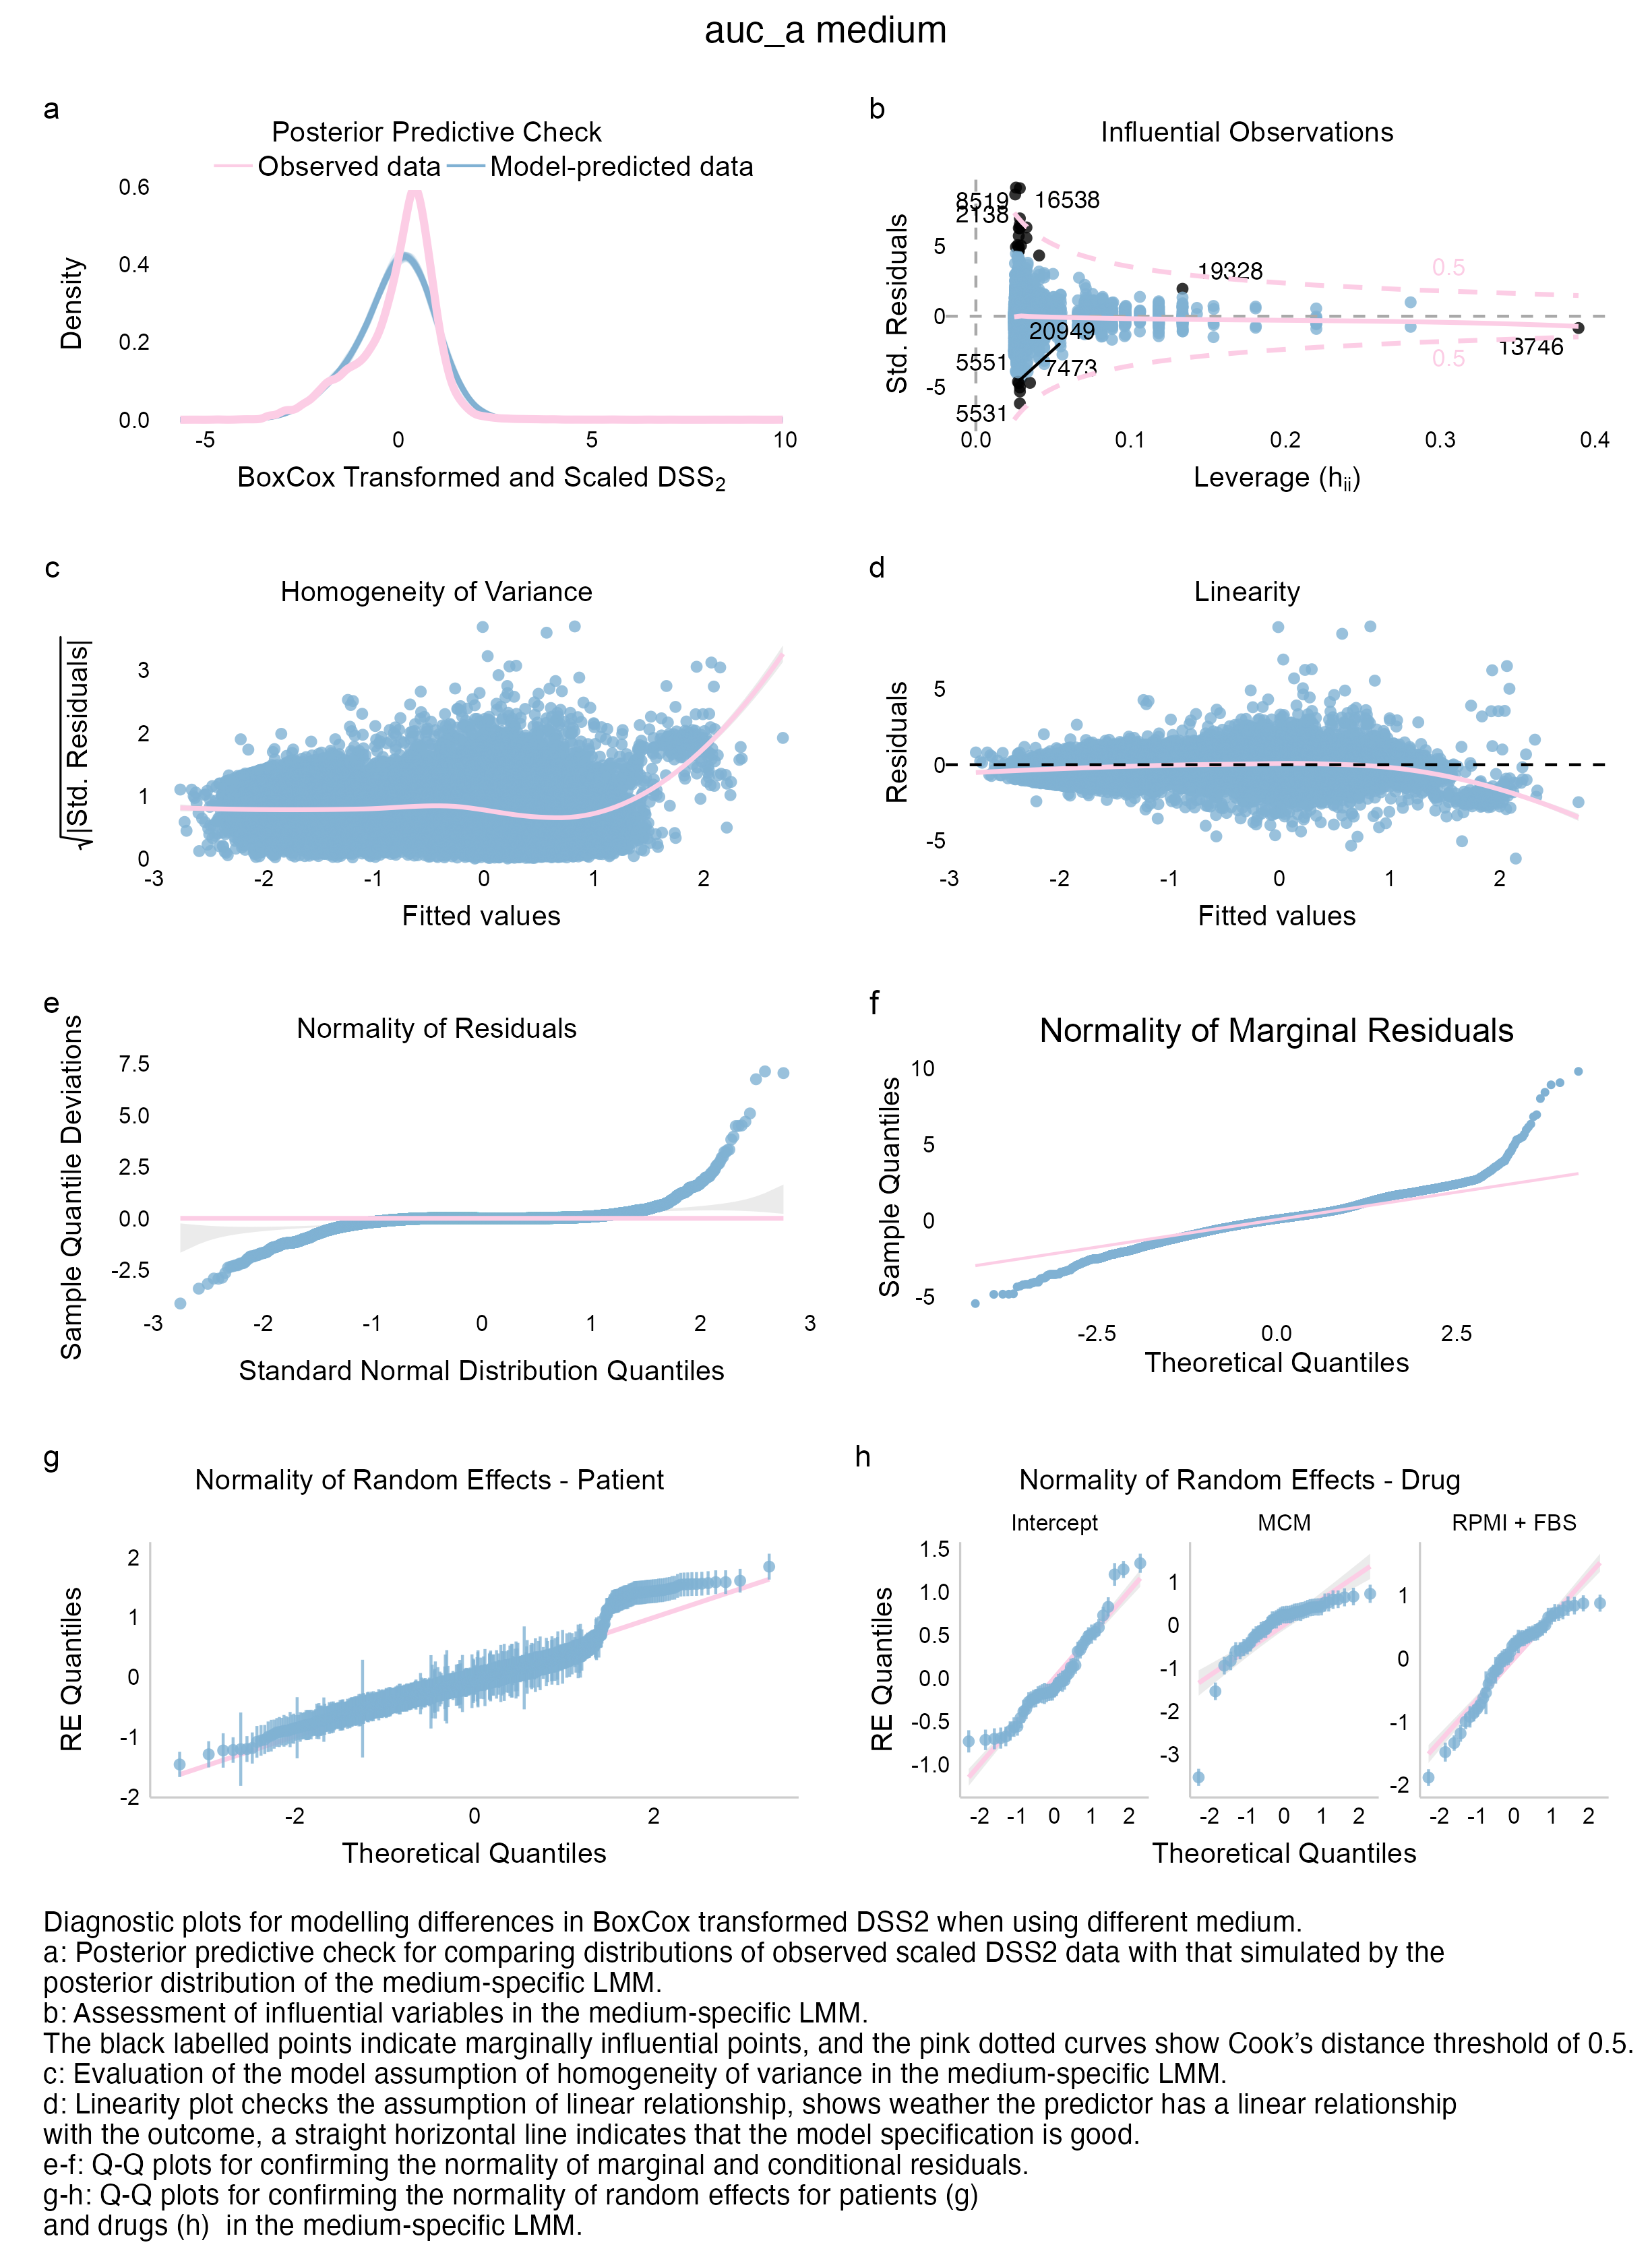 auc_a medium
a
Posterior Predictive Check
Observed data Model-predicted data
0.6
0.4
0.2
0.0
Density
-5 0 5 10
BoxCox Transformed and Scaled DSS2
b
Influential Observations
8519 16538
2138
19328
0.5
20949
5551 7473
13746
0.5
5531
5
0
-5
Std. Residuals
0.0 0.1 0.2 0.3 0.4
Leverage (hii)
c
Homogeneity of Variance
3
2
1
0
√|Std. Residuals|
-3 -2 -1 0 1 2
Fitted values
d
Linearity
5
0
-5
Residuals
-3 -2 -1 0 1 2
Fitted values
e
Normality of Residuals
7.5
5.0
2.5
0.0
-2.5
Sample Quantile Deviations
-3 -2 -1 0 1 2 3
Standard Normal Distribution Quantiles
f
Normality of Marginal Residuals
10
5
0
-5
Sample Quantiles
-2.5 0.0 2.5
Theoretical Quantiles
g
Normality of Random Effects - Patient
2
1
0
-1
-2
RE Quantiles
-2 0 2
Theoretical Quantiles
h
Normality of Random Effects - Drug
Intercept MCM RPMI + FBS
1.5
1.0
0.5
0.0
-0.5
-1.0
RE Quantiles
1
0
-1
-2
-3
1
0
-1
-2
-2 -1 0 1 2 -2 -1 0 1 2 -2 -1 0 1 2
Theoretical Quantiles
Diagnostic plots for modelling differences in BoxCox transformed DSS2 when using different medium.
a: Posterior predictive check for comparing distributions of observed scaled DSS2 data with that simulated by the
posterior distribution of the medium-specific LMM.
b: Assessment of influential variables in the medium-specific LMM.
The black labelled points indicate marginally influential points, and the pink dotted curves show Cook's distance threshold of 0.5.
c: Evaluation of the model assumption of homogeneity of variance in the medium-specific LMM.
d: Linearity plot checks the assumption of linear relationship, shows weather the predictor has a linear relationship
with the outcome, a straight horizontal line indicates that the model specification is good.
e-f: Q-Q plots for confirming the normality of marginal and conditional residuals.
g-h: Q-Q plots for confirming the normality of random effects for patients (g)
and drugs (h)  in the medium-specific LMM.